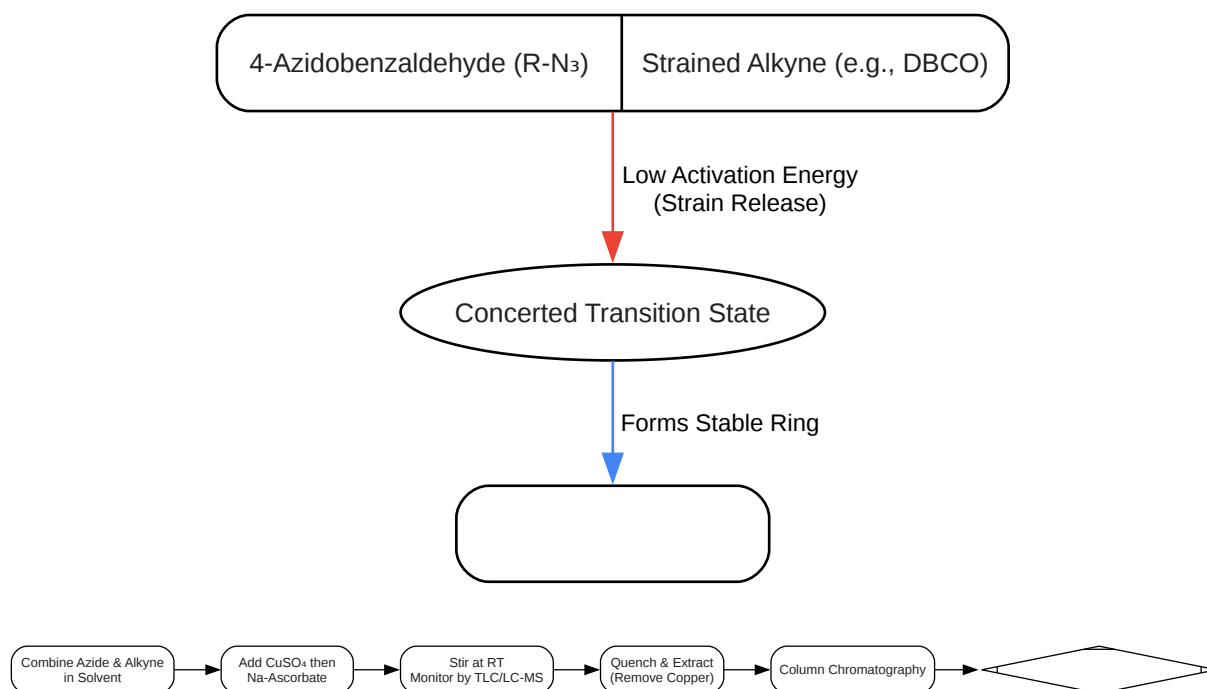 4-Azidobenzaldehyde (R-N₃)
Strained Alkyne (e.g., DBCO)
Low Activation Energy
(Strain Release)
Concerted Transition State
Forms Stable Ring
Combine Azide & Alkyne
in Solvent
Add CuSO₄ then
Na-Ascorbate
Stir at RT
Monitor by TLC/LC-MS
Quench & Extract
(Remove Copper)
Column Chromatography